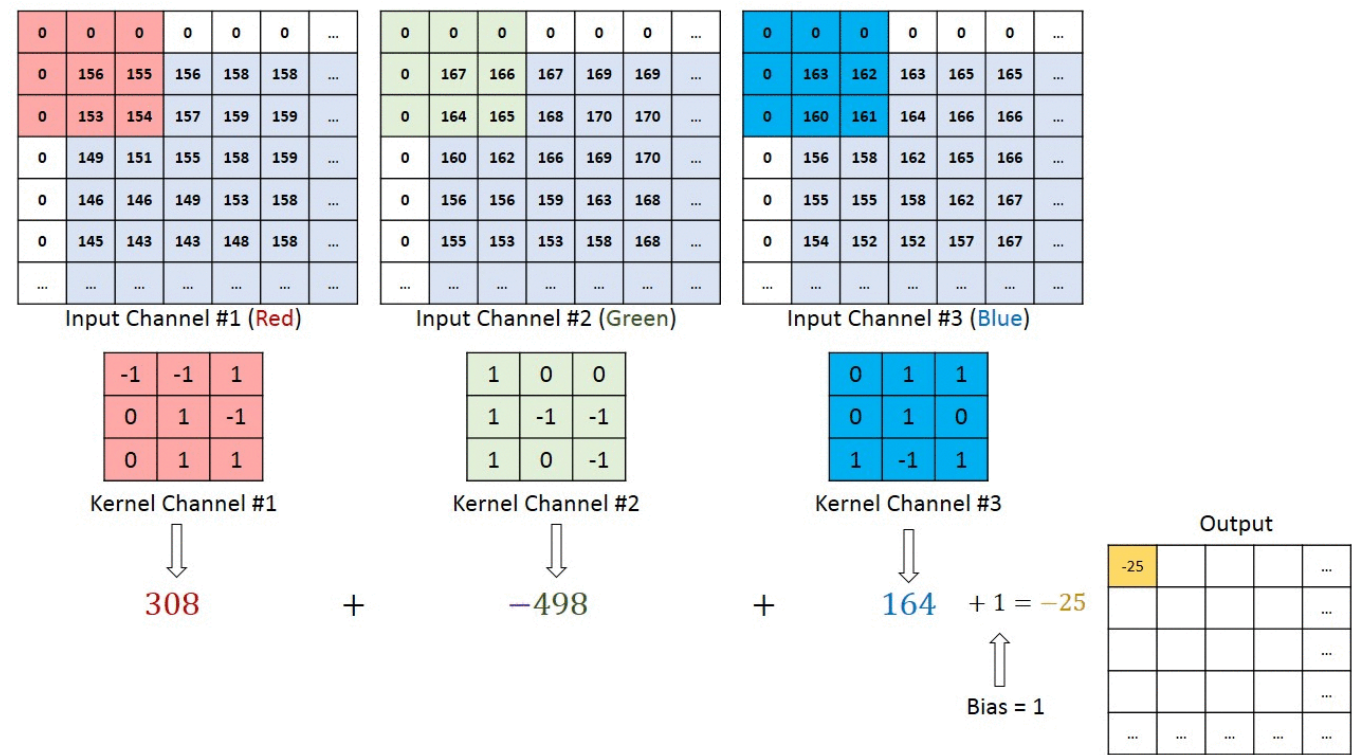 0 0 0 0 0 0 ...
0 156 155 156 158 158 ...
0 153 154 157 159 159 ...
0 149 151 155 158 159 ...
0 146 146 149 153 158 ...
0 145 143 143 148 158 ...
... ... ... ... ... ... ...
Input Channel #1 (Red)
0 0 0 0 0 0 ...
0 167 166 167 169 169 ...
0 164 165 168 170 170 ...
0 160 162 166 169 170 ...
0 156 156 159 163 168 ...
0 155 153 153 158 168 ...
... ... ... ... ... ... ...
Input Channel #2 (Green)
0 0 0 0 0 0 ...
0 163 162 163 165 165 ...
0 160 161 164 166 166 ...
0 156 158 162 165 166 ...
0 155 155 158 162 167 ...
0 154 152 152 157 167 ...
... ... ... ... ... ... ...
Input Channel #3 (Blue)
-1 -1 1
0 1 -1
0 1 1
Kernel Channel #1
1 0 0
1 -1 -1
1 0 -1
Kernel Channel #2
0 1 1
0 1 0
1 -1 1
Kernel Channel #3
308 + −498 + 164 + 1 = −25
Bias = 1
Output
-25 ...
...
...
...
... ... ... ... ...